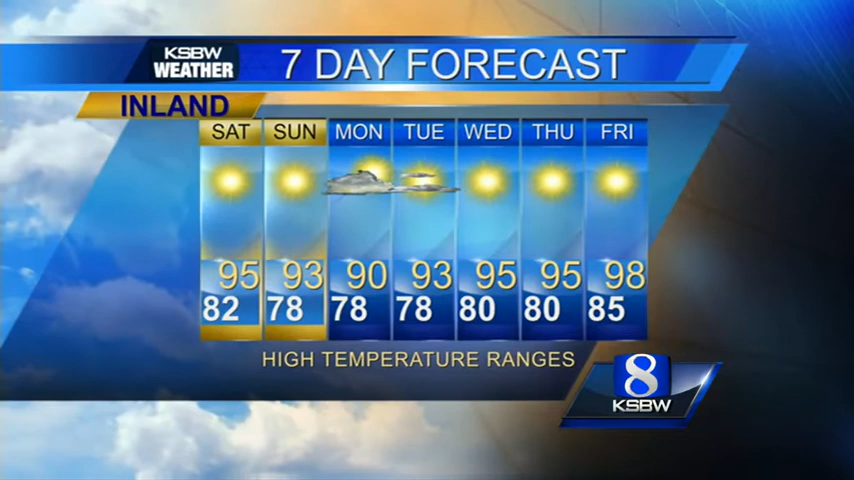 KSBW
WEATHER
7 DAY FORECAST
INLAND
SAT SUN MON TUE WED THU FRI
95 93 90 93 95 95 98
82 78 78 78 80 80 85
HIGH TEMPERATURE RANGES
8
KSBW